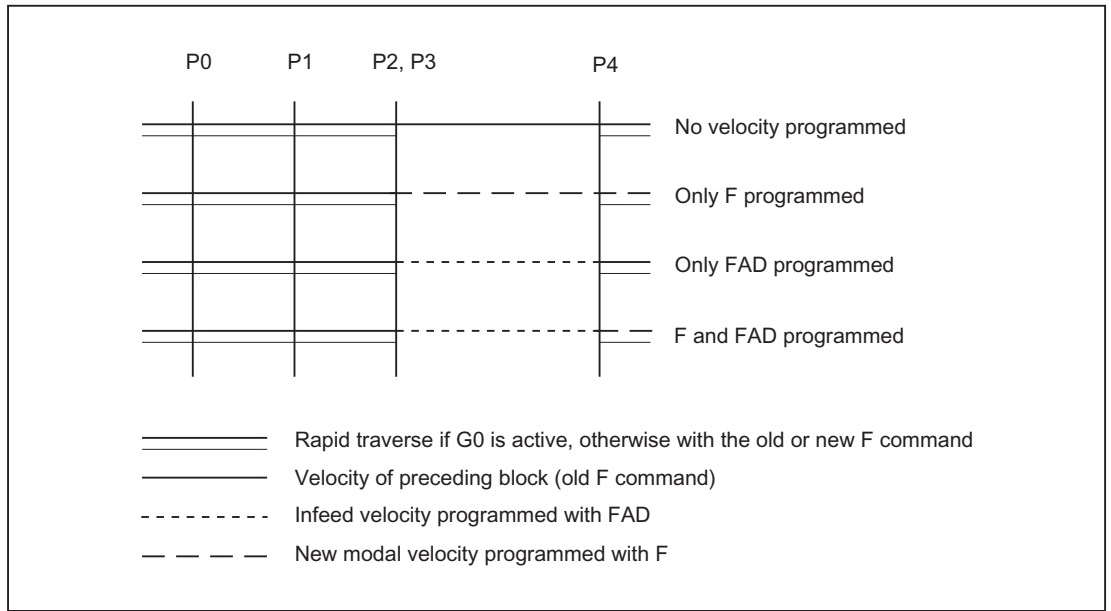 P0 P1 P2, P3 P4
No velocity programmed
Only F programmed
Only FAD programmed
F and FAD programmed
Rapid traverse if G0 is active, otherwise with the old or new F command
Velocity of preceding block (old F command)
Infeed velocity programmed with FAD
New modal velocity programmed with F